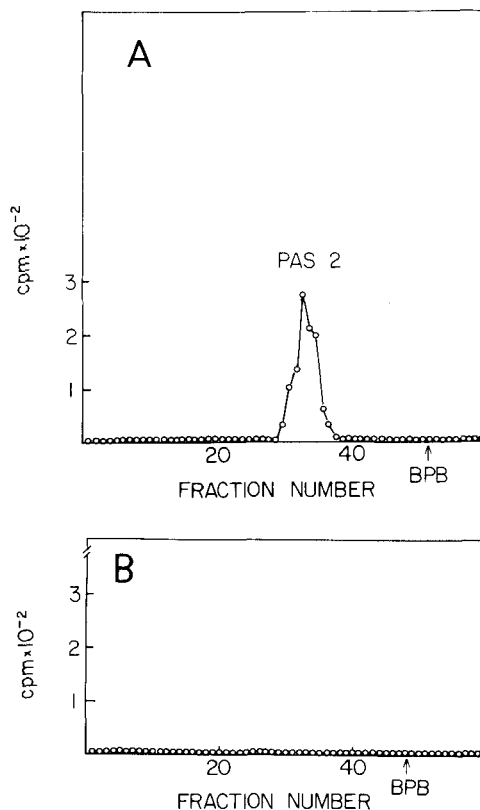 A
cpm×10⁻²
PAS 2
3
2
1
20
40
BPB
FRACTION NUMBER
B
cpm×10⁻²
3
2
1
20
40
BPB
FRACTION NUMBER